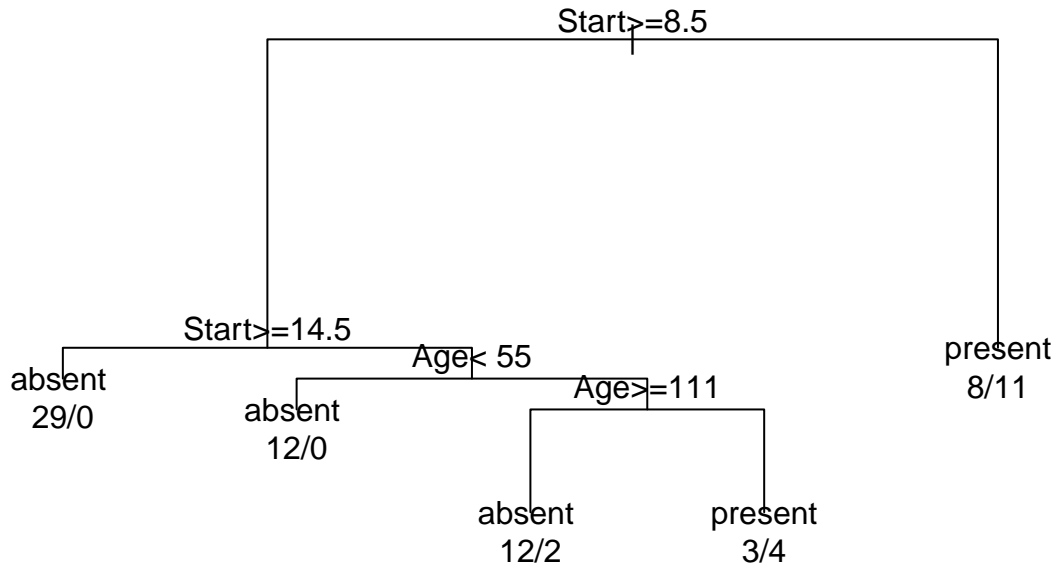 Start>=8.5
Start>=14.5
Age< 55
Age>=111
absent
29/0
absent
12/0
absent
12/2
present
3/4
present
8/11